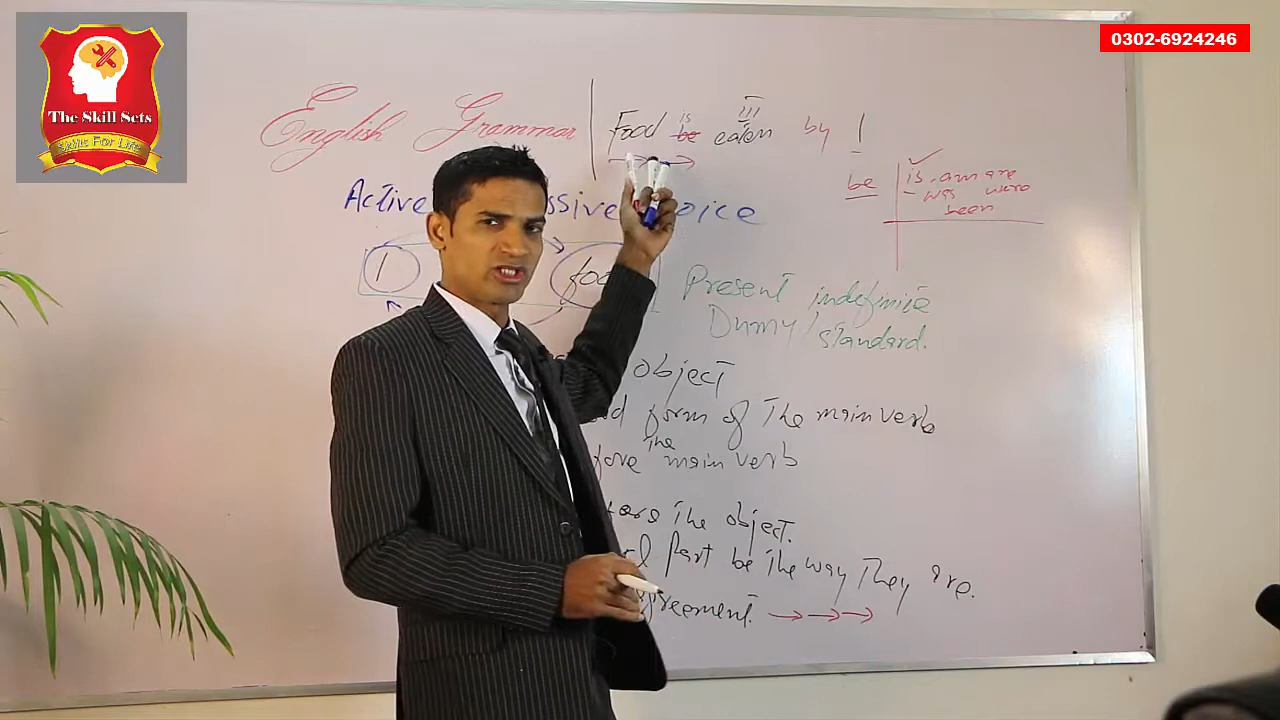 The Skill Sets
Skills For Life
0302-6924246
English Grammar
Food is be eaten by I
III
be
is am are
was were
been
Active ssive oice
I foo
Present indefinite
Dumy/standard.
object
form of The main verb
The
main verb
The object.
Part be The way They are.
greement.